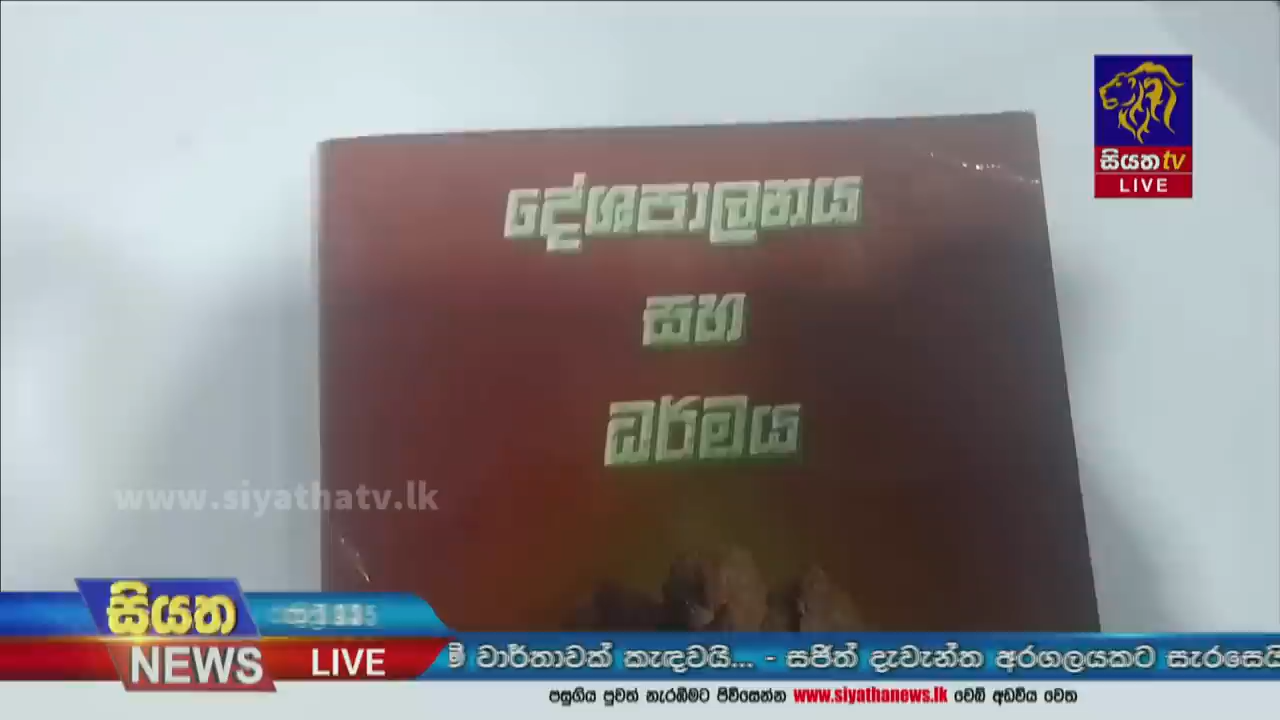 සියත tv
LIVE
දේශපාලනය
සහ
ධර්මය
www.siyathatv.lk
සියත
NEWS
LIVE
වාර්තාවක් කැඳවයි... - සජිත් දැවැන්ත අරගලයකට සැරසෙයි
පසුගිය පුවත් නැරඹීමට පිවිසෙන්න www.siyathanews.lk වෙබ් අඩවිය වෙත